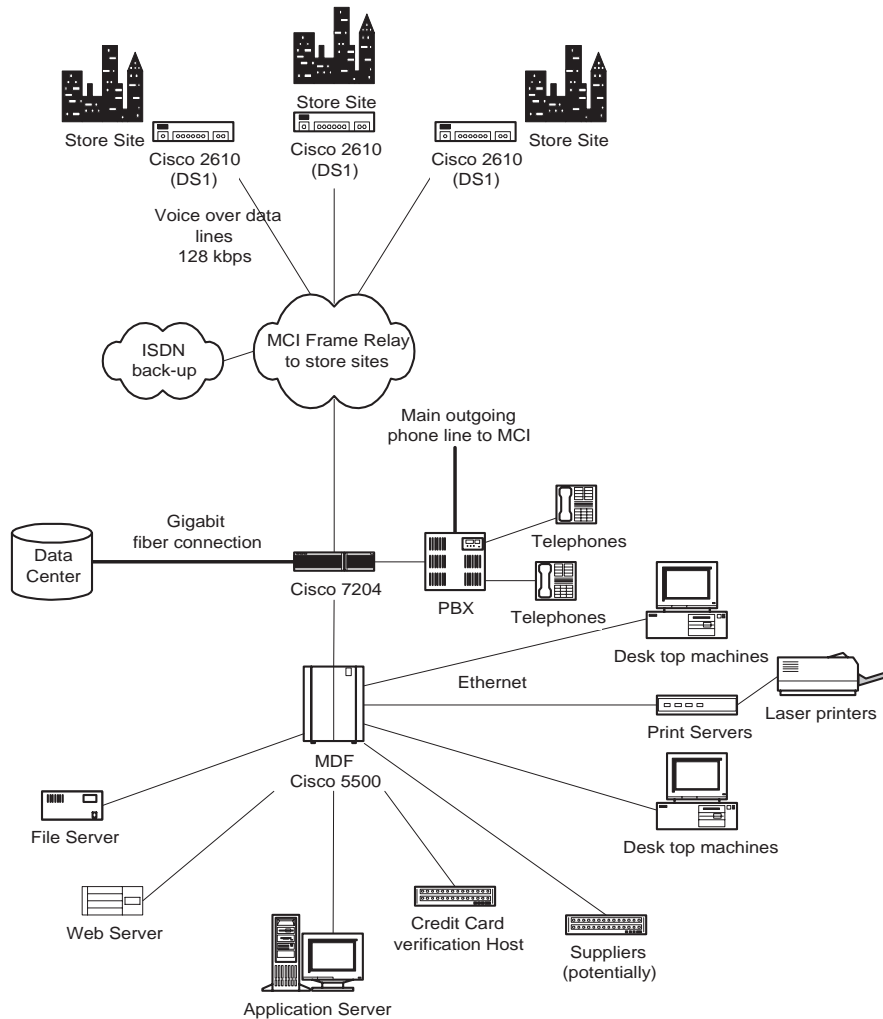 Store Site
Store Site
Store Site
Cisco 2610
(DS1)
Cisco 2610
(DS1)
Cisco 2610
(DS1)
Voice over data
lines
128 kbps
ISDN
back-up
MCI Frame Relay
to store sites
Main outgoing
phone line to MCI
Gigabit
fiber connection
Data
Center
Cisco 7204
PBX
Telephones
Telephones
Desk top machines
Ethernet
Print Servers
Laser printers
MDF
Cisco 5500
Desk top machines
File Server
Web Server
Application Server
Credit Card
verification Host
Suppliers
(potentially)